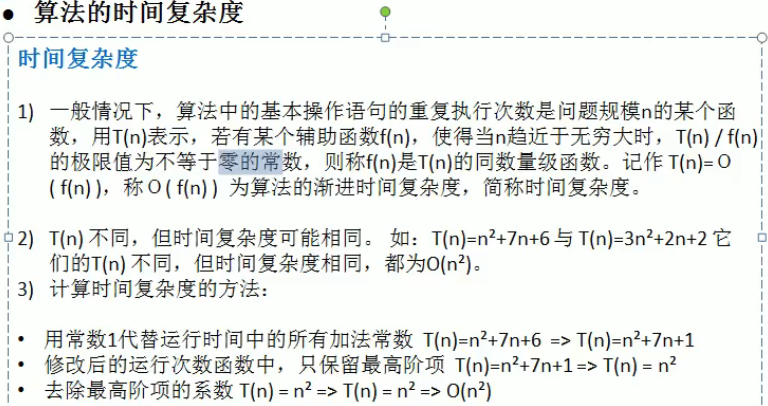 ● 算法的时间复杂度
时间复杂度
1) 一般情况下，算法中的基本操作语句的重复执行次数是问题规模n的某个函
数，用T(n)表示，若有某个辅助函数f(n)，使得当n趋近于无穷大时，T(n) / f(n)
的极限值为不等于零的常数，则称f(n)是T(n)的同数量级函数。记作 T(n)=Ｏ
( f(n) )，称Ｏ( f(n) ) 为算法的渐进时间复杂度，简称时间复杂度。
2) T(n) 不同，但时间复杂度可能相同。 如：T(n)=n²+7n+6 与 T(n)=3n²+2n+2 它
们的T(n) 不同，但时间复杂度相同，都为O(n²)。
3) 计算时间复杂度的方法：
• 用常数1代替运行时间中的所有加法常数 T(n)=n²+7n+6 => T(n)=n²+7n+1
• 修改后的运行次数函数中，只保留最高阶项 T(n)=n²+7n+1 => T(n) = n²
• 去除最高阶项的系数 T(n) = n² => T(n) = n² => O(n²)